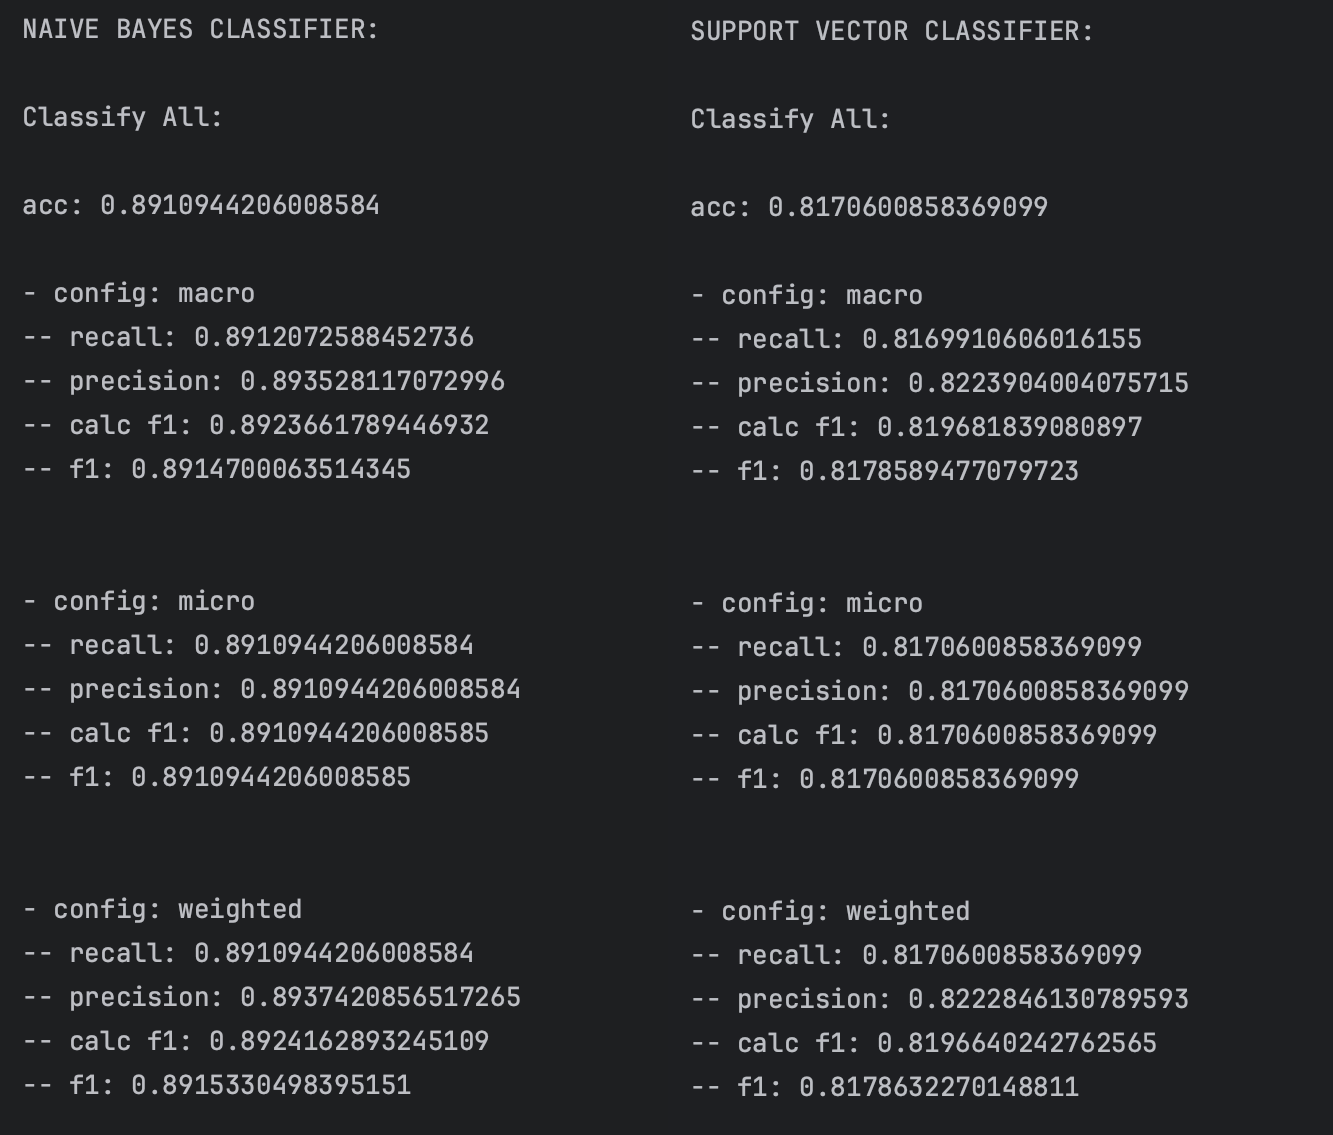 NAIVE BAYES CLASSIFIER:
Classify All:
acc: 0.8910944206008584
- config: macro
-- recall: 0.8912072588452736
-- precision: 0.893528117072996
-- calc f1: 0.8923661789446932
-- f1: 0.8914700063514345
- config: micro
-- recall: 0.8910944206008584
-- precision: 0.8910944206008584
-- calc f1: 0.8910944206008585
-- f1: 0.8910944206008585
- config: weighted
-- recall: 0.8910944206008584
-- precision: 0.8937420856517265
-- calc f1: 0.8924162893245109
-- f1: 0.8915330498395151
SUPPORT VECTOR CLASSIFIER:
Classify All:
acc: 0.8170600858369099
- config: macro
-- recall: 0.8169910606016155
-- precision: 0.8223904004075715
-- calc f1: 0.819681839080897
-- f1: 0.8178589477079723
- config: micro
-- recall: 0.8170600858369099
-- precision: 0.8170600858369099
-- calc f1: 0.8170600858369099
-- f1: 0.8170600858369099
- config: weighted
-- recall: 0.8170600858369099
-- precision: 0.8222846130789593
-- calc f1: 0.8196640242762565
-- f1: 0.8178632270148811